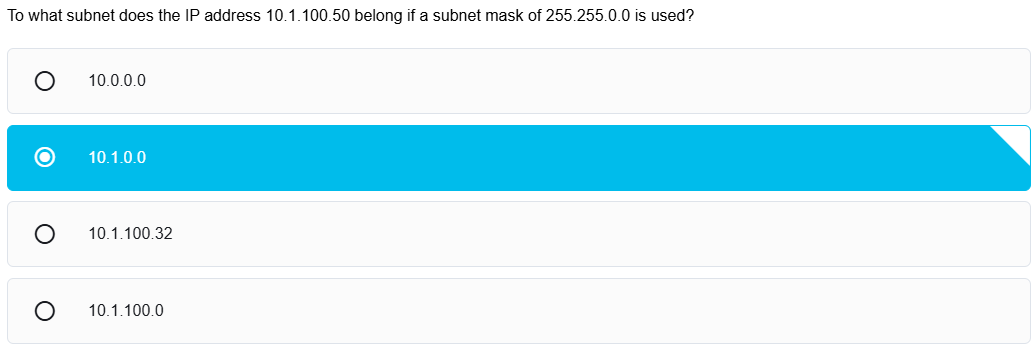 To what subnet does the IP address 10.1.100.50 belong if a subnet mask of 255.255.0.0 is used?
10.0.0.0
10.1.0.0
10.1.100.32
10.1.100.0